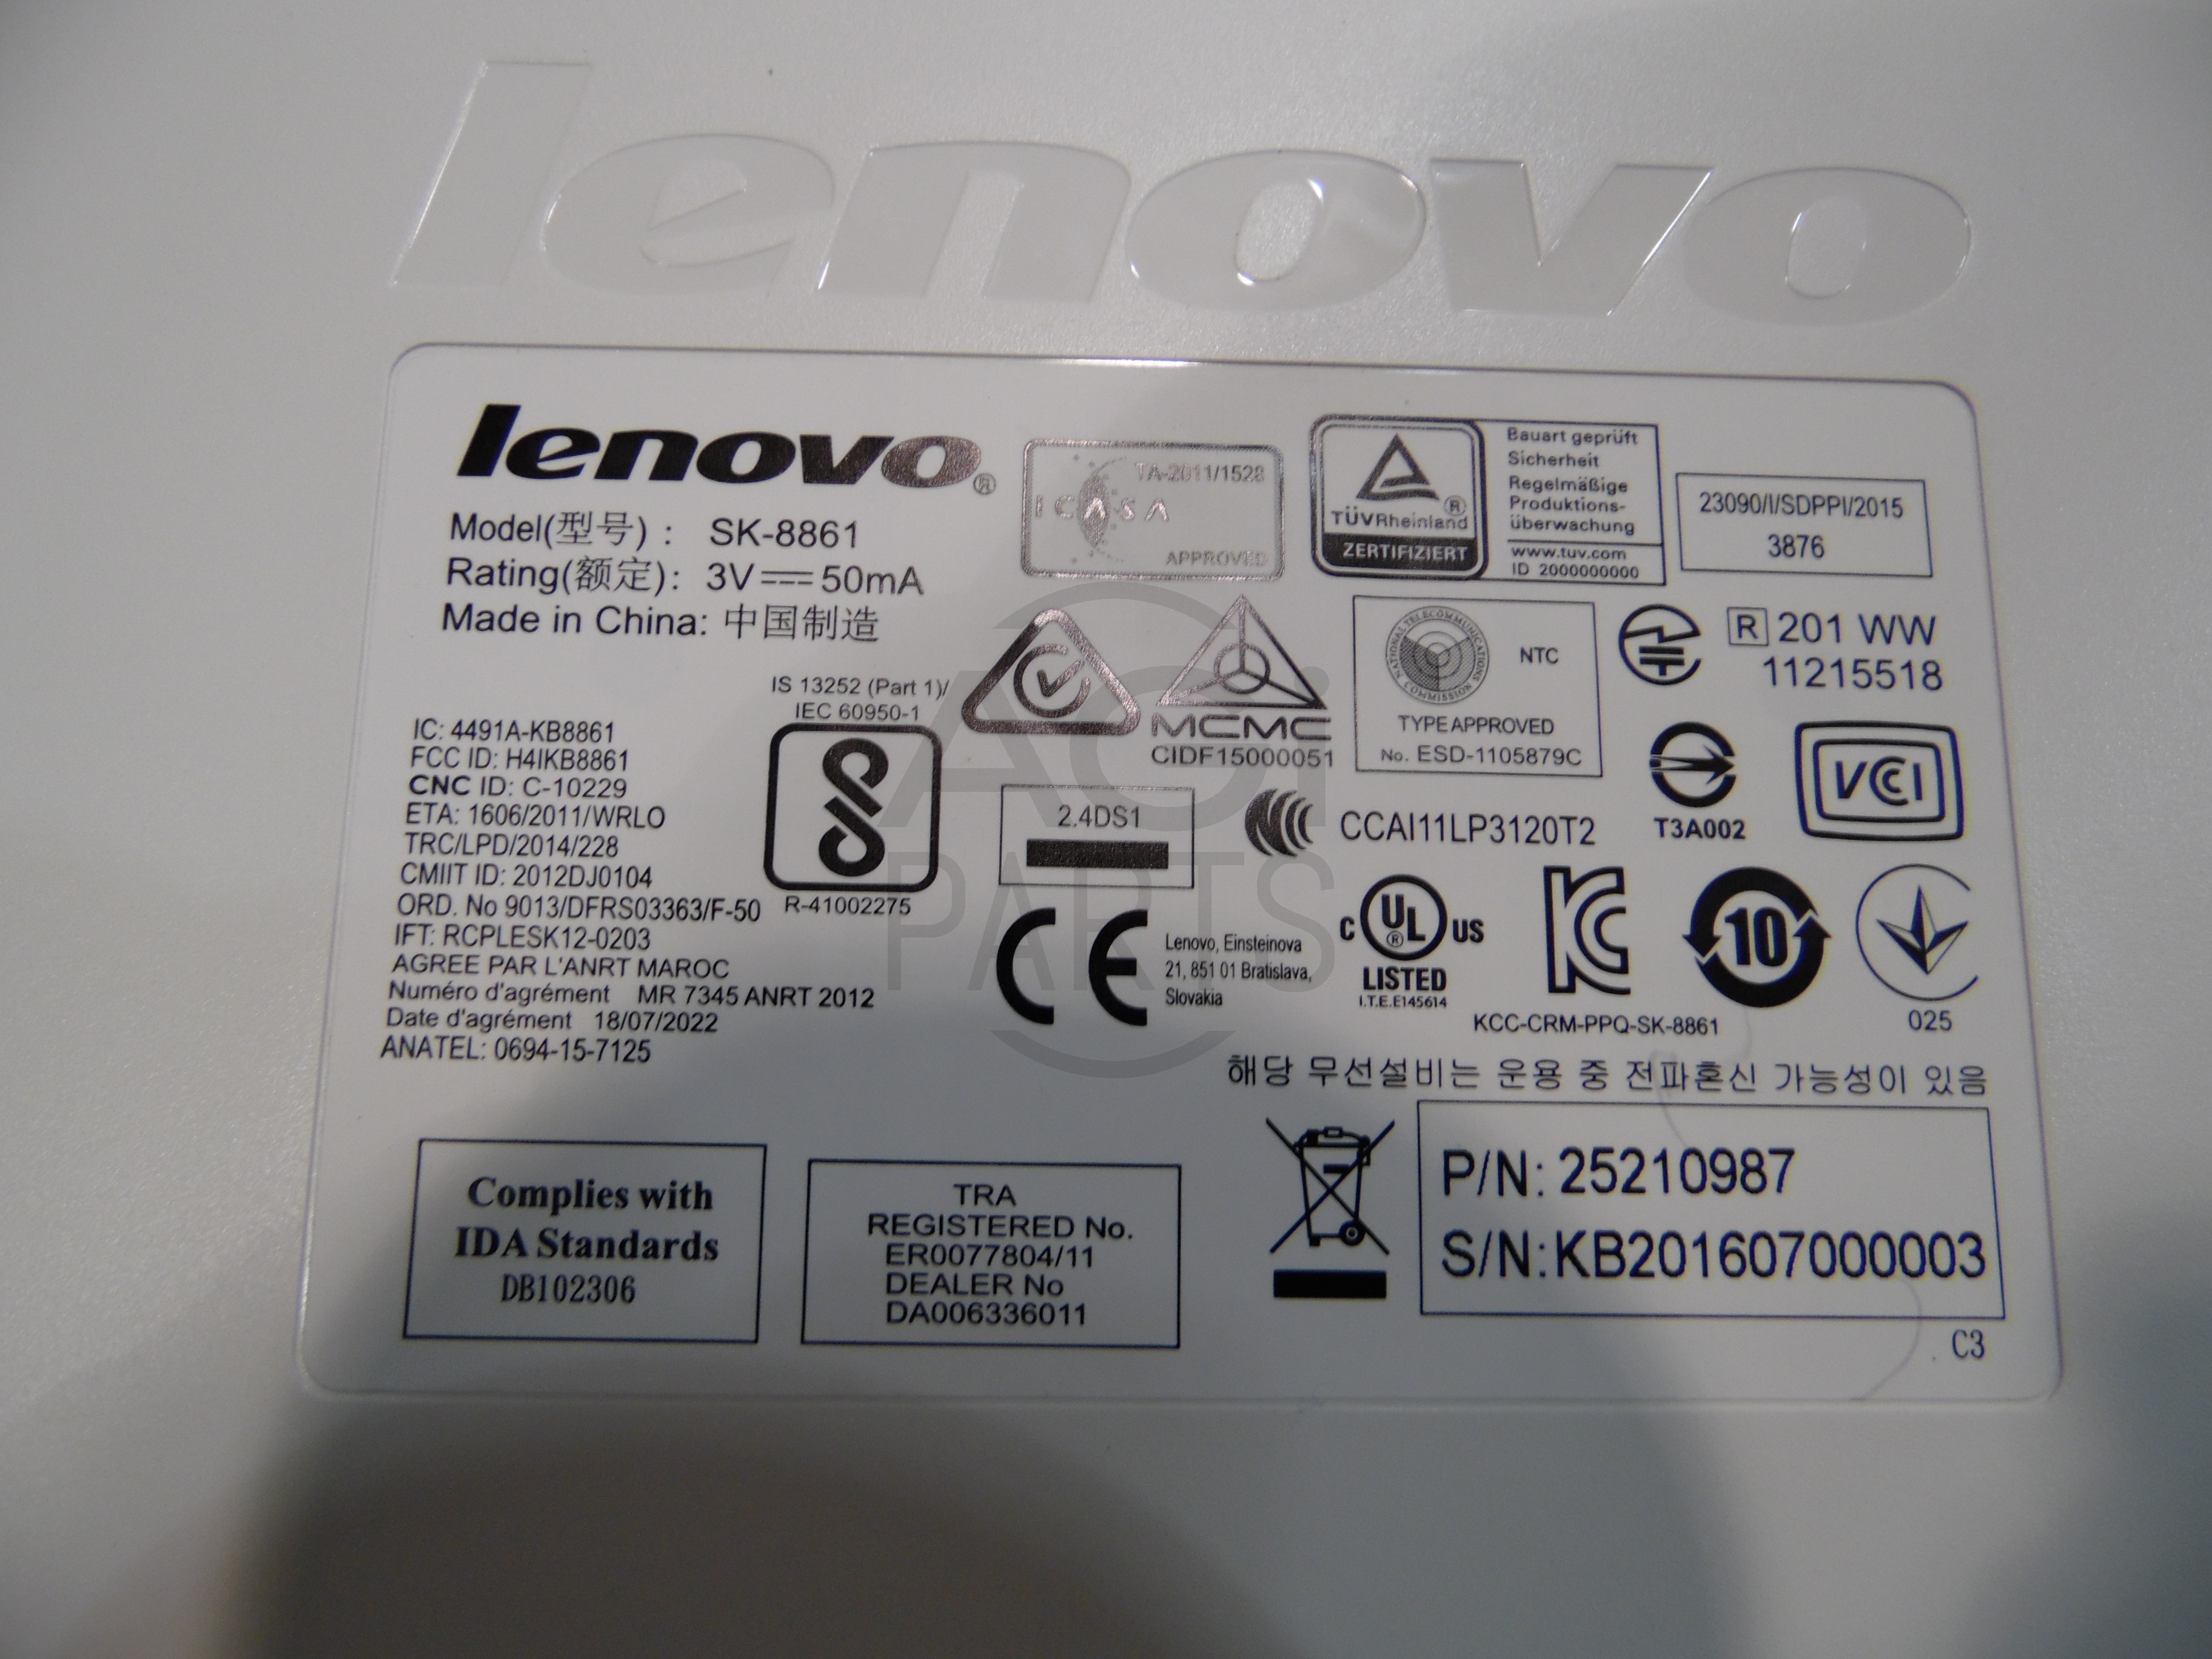 lenovo
lenovo®
Model(型号) : SK-8861
Rating(额定): 3V⎓50mA
Made in China: 中国制造
TA-2011/1528
ICASA
APPROVED
TÜVRheinland®
ZERTIFIZIERT
Bauart geprüft
Sicherheit
Regelmäßige
Produktions-
überwachung
www.tuv.com
ID 2000000000
23090/I/SDPPI/2015
3876
IS 13252 (Part 1)/
IEC 60950-1
R-41002275
MCMC
CIDF15000051
NATIONAL TELECOMMUNICATIONS COMMISSION
NTC
TYPE APPROVED
No. ESD-1105879C
R 201 WW
11215518
IC: 4491A-KB8861
FCC ID: H4IKB8861
CNC ID: C-10229
ETA: 1606/2011/WRLO
TRC/LPD/2014/228
CMIIT ID: 2012DJ0104
ORD. No 9013/DFRS03363/F-50
IFT: RCPLESK12-0203
AGREE PAR L'ANRT MAROC
Numéro d'agrément MR 7345 ANRT 2012
Date d'agrément 18/07/2022
ANATEL: 0694-15-7125
2.4DS1
CCAI11LP3120T2
T3A002
VCCI
CE
Lenovo, Einsteinova
21, 851 01 Bratislava,
Slovakia
C UL® US
LISTED
I.T.E.E145614
KC
KCC-CRM-PPQ-SK-8861
10
025
해당 무선설비는 운용 중 전파혼신 가능성이 있음
Complies with
IDA Standards
DB102306
TRA
REGISTERED No.
ER0077804/11
DEALER No
DA006336011
P/N: 25210987
S/N:KB201607000003
C3
AGi
PARTS